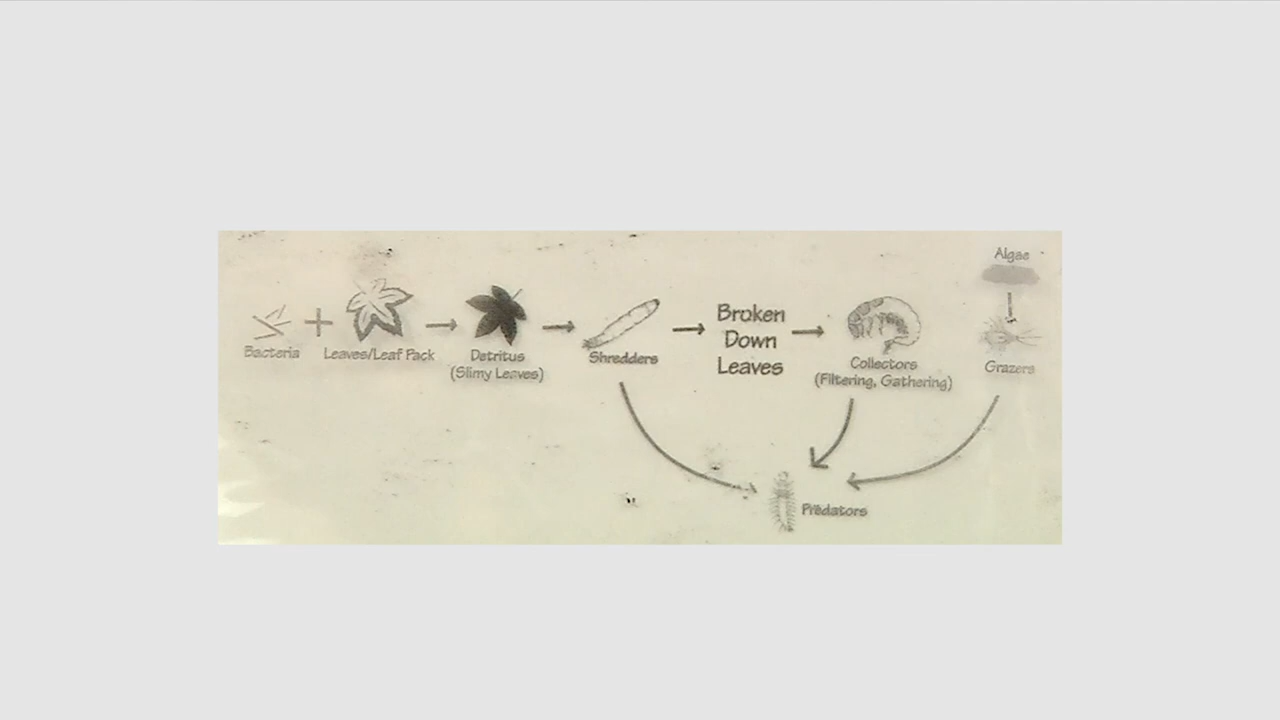 Algae
Bacteria
Leaves/Leaf Pack
Detritus
(Slimy Leaves)
Shredders
Broken
Down
Leaves
Collectors
(Filtering, Gathering)
Grazers
Predators